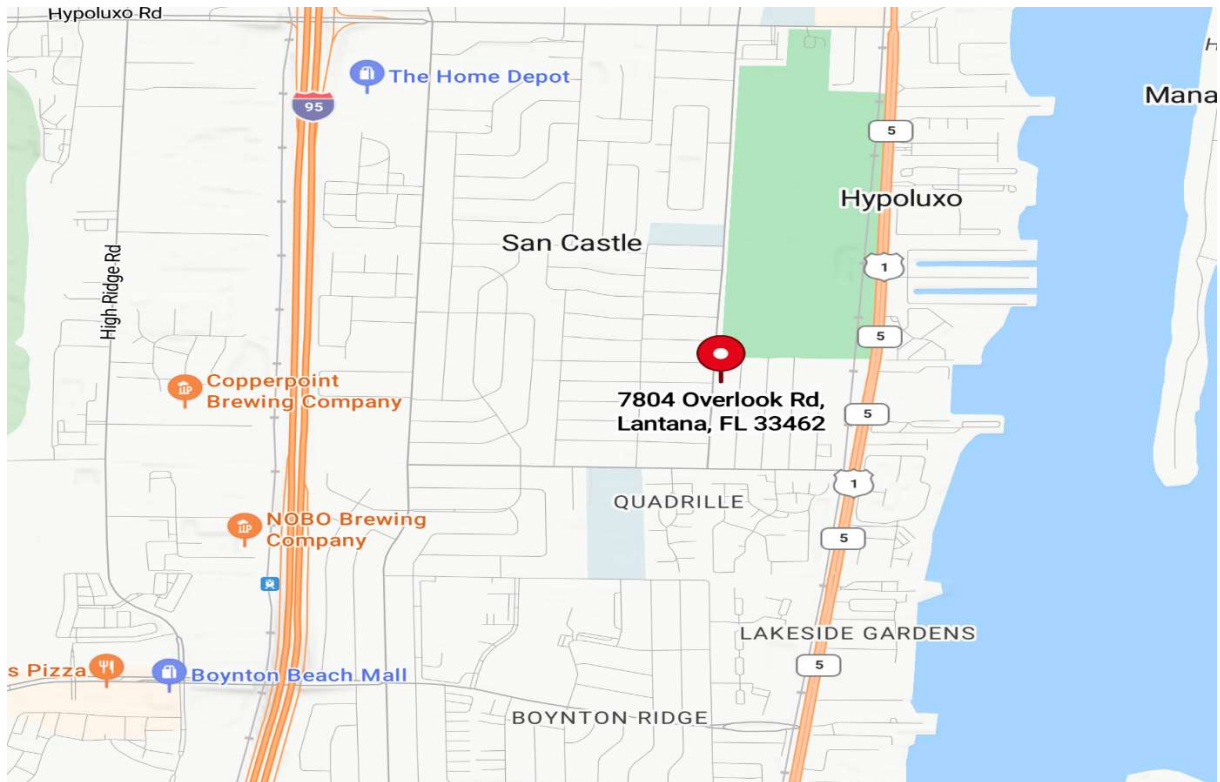 Hypoluxo Rd
95
The Home Depot
H
Mana
5
Hypoluxo
San Castle
1
High Ridge Rd
5
Copperpoint
Brewing Company
7804 Overlook Rd,
Lantana, FL 33462
5
QUADRILLE
1
NOBO Brewing
Company
5
LAKESIDE GARDENS
s Pizza
5
Boynton Beach Mall
BOYNTON RIDGE